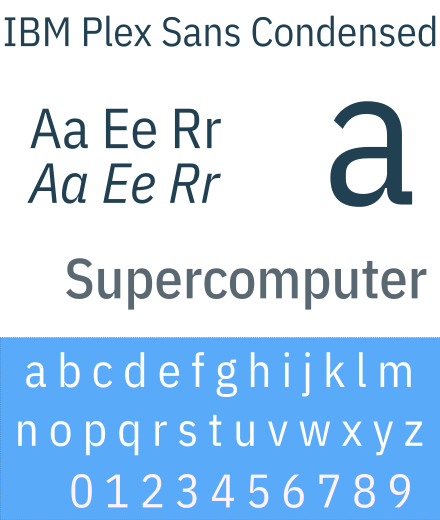 IBM Plex Sans Condensed
Aa Ee Rr
a
Aa Ee Rr
Supercomputer
a b c d e f g h i j k l m
n o p q r s t u v w x y z
0 1 2 3 4 5 6 7 8 9